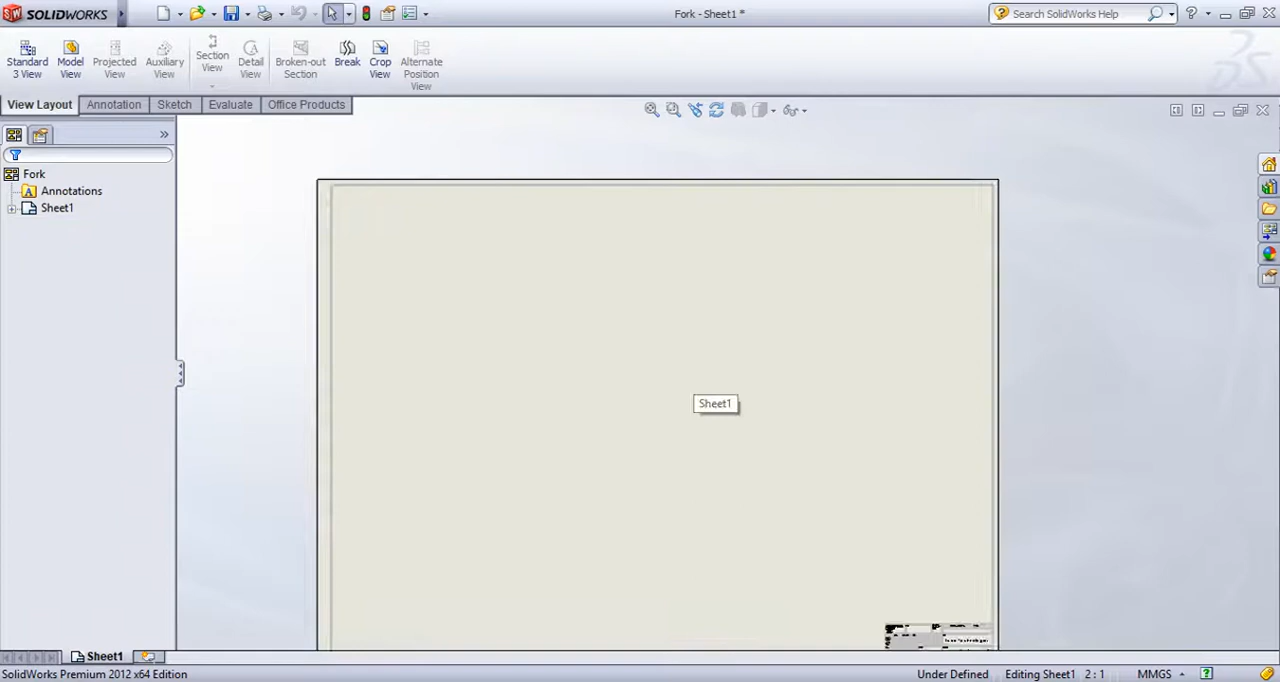 SOLIDWORKS
Fork - Sheet1 *
Search SolidWorks Help
Standard 3 View
Model View
Projected View
Auxiliary View
Section View
Detail View
Broken-out Section
Break
Crop View
Alternate Position View
View Layout
Annotation
Sketch
Evaluate
Office Products
Fork
Annotations
Sheet1
Sheet1
Sheet1
SolidWorks Premium 2012 x64 Edition
Under Defined
Editing Sheet1
2 : 1
MMGS